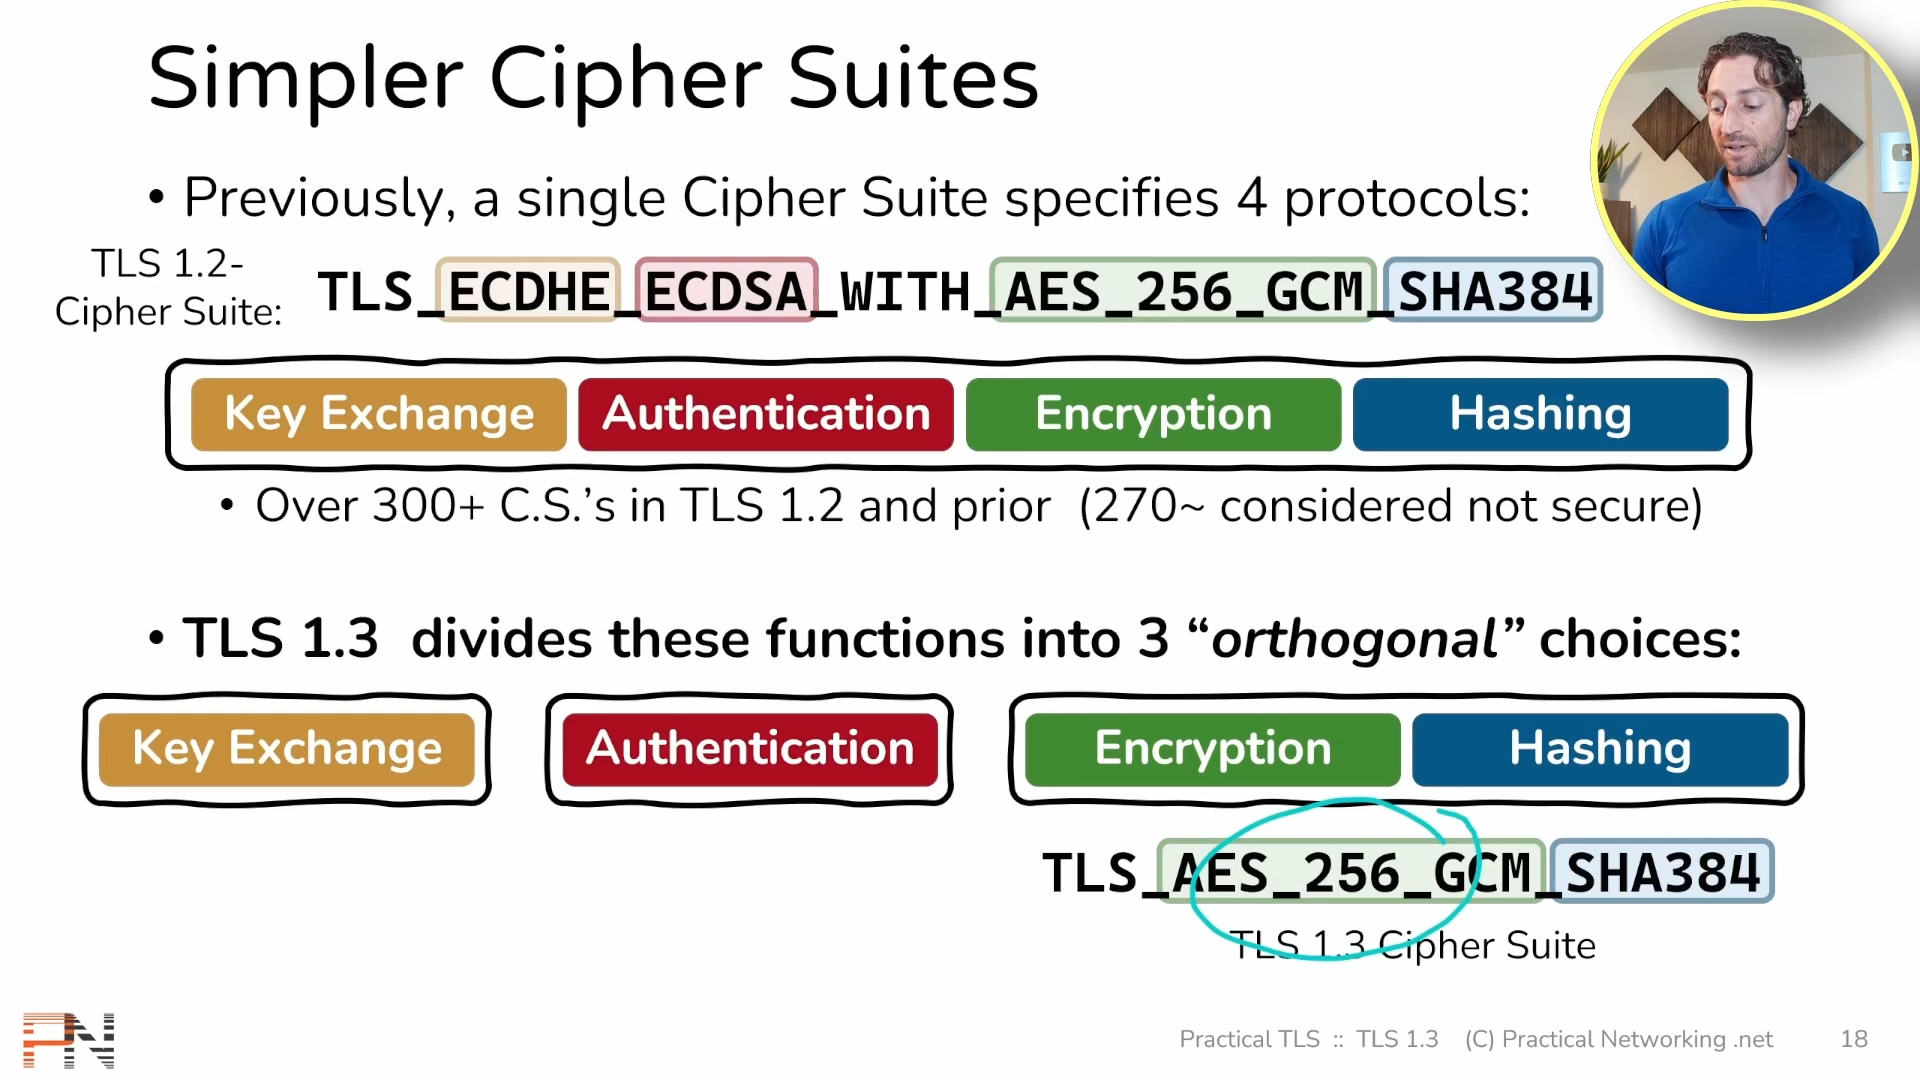 Simpler Cipher Suites
• Previously, a single Cipher Suite specifies 4 protocols:
TLS 1.2-
Cipher Suite:
TLS_ECDHE_ECDSA_WITH_AES_256_GCM_SHA384
Key Exchange
Authentication
Encryption
Hashing
• Over 300+ C.S.’s in TLS 1.2 and prior (270~ considered not secure)
• TLS 1.3 divides these functions into 3 “orthogonal” choices:
Key Exchange
Authentication
Encryption
Hashing
TLS_AES_256_GCM_SHA384
TLS 1.3 Cipher Suite
PN
Practical TLS :: TLS 1.3 (C) Practical Networking .net 18